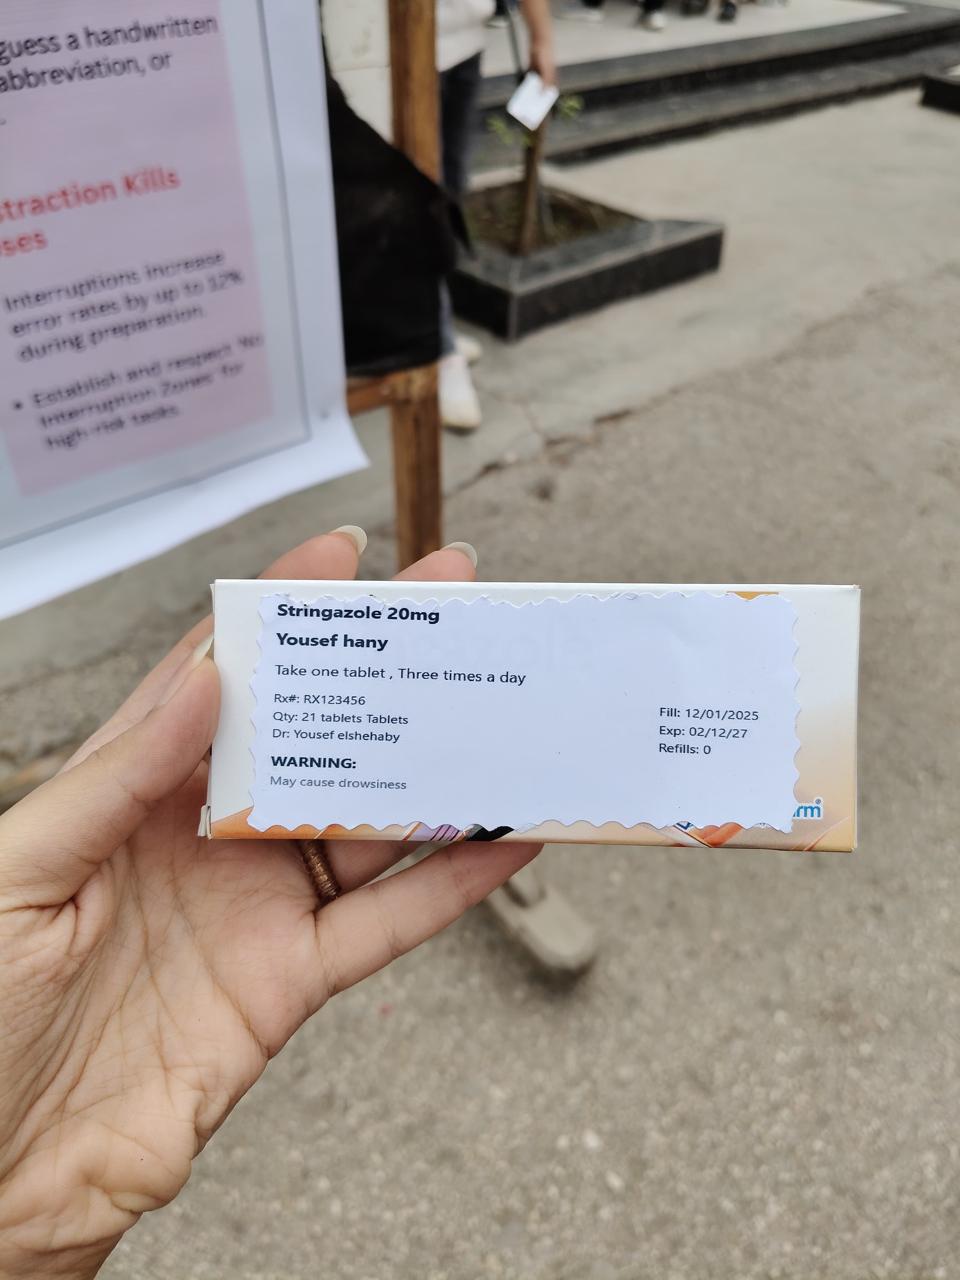 guess a handwritten
abbreviation, or
straction Kills
ses
Interruptions increase
error rates by up to 12%
during preparation.
• Establish and respect 'No
Interruption Zones' for
high-risk tasks.
Stringazole 20mg
Yousef hany
Take one tablet , Three times a day
Rx#: RX123456
Qty: 21 tablets Tablets
Dr: Yousef elshehaby
WARNING:
May cause drowsiness
Fill: 12/01/2025
Exp: 02/12/27
Refills: 0
rm